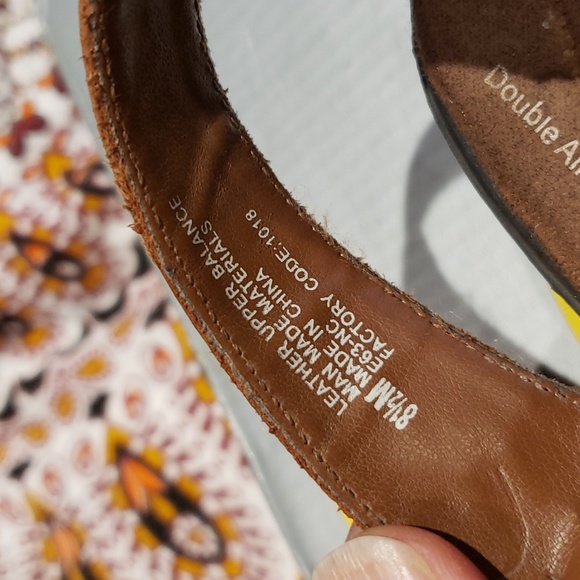 LEATHER UPPER BALANCE
MAN MADE MATERIALS
E63-NC MADE IN CHINA
8½M FACTORY CODE: 1018
Double